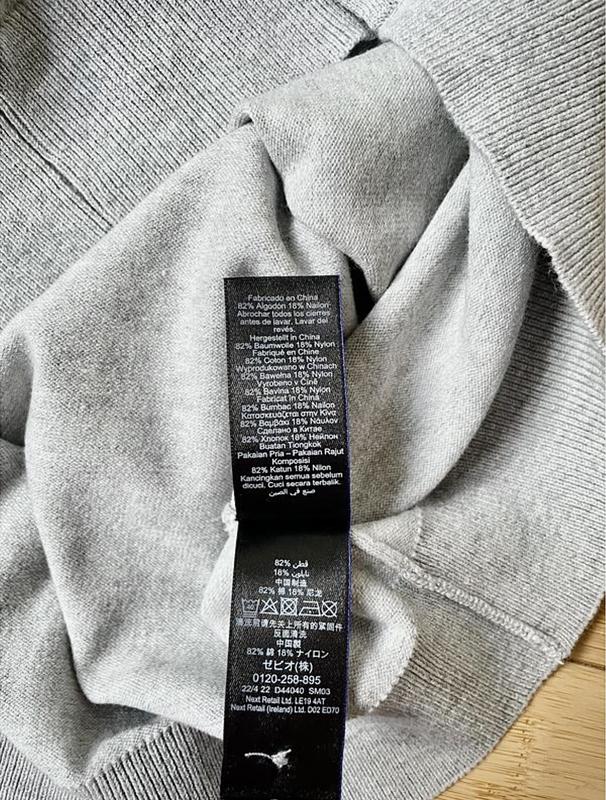 Fabricado en China
82% Algodón 18% Nailon
Abrochar todos los cierres
antes de lavar. Lavar del
revés.
Hergestellt in China
82% Baumwolle 18% Nylon
Fabriqué en Chine
82% Coton 18% Nylon
Wyprodukowano w Chinach
82% Bawełna 18% Nylon
Vyrobeno v Číně
82% Bavlna 18% Nylon
Fabricat în China
82% Bumbac 18% Nailon
Κατασκευάζεται στην Κίνα
82% Βαμβάκι 18% Νάυλον
Сделано в Китае
82% Хлопок 18% Нейлон
Buatan Tiongkok
Pakaian Pria – Pakaian Rajut
Komposisi
82% Katun 18% Nilon
Kancingkan semua sebelum
dicuci. Cuci secara terbalik.
صنع في الصين
82% قطن
18% نايلون
中国制造
82% 棉 18% 尼龙
40
清洗前请先关上所有的紧固件
反面清洗
中国製
82% 綿 18% ナイロン
ゼビオ(株)
0120-258-895
22/4 22 D44040 SM03
Next Retail Ltd. LE19 4AT
Next Retail (Ireland) Ltd. D02 ED70